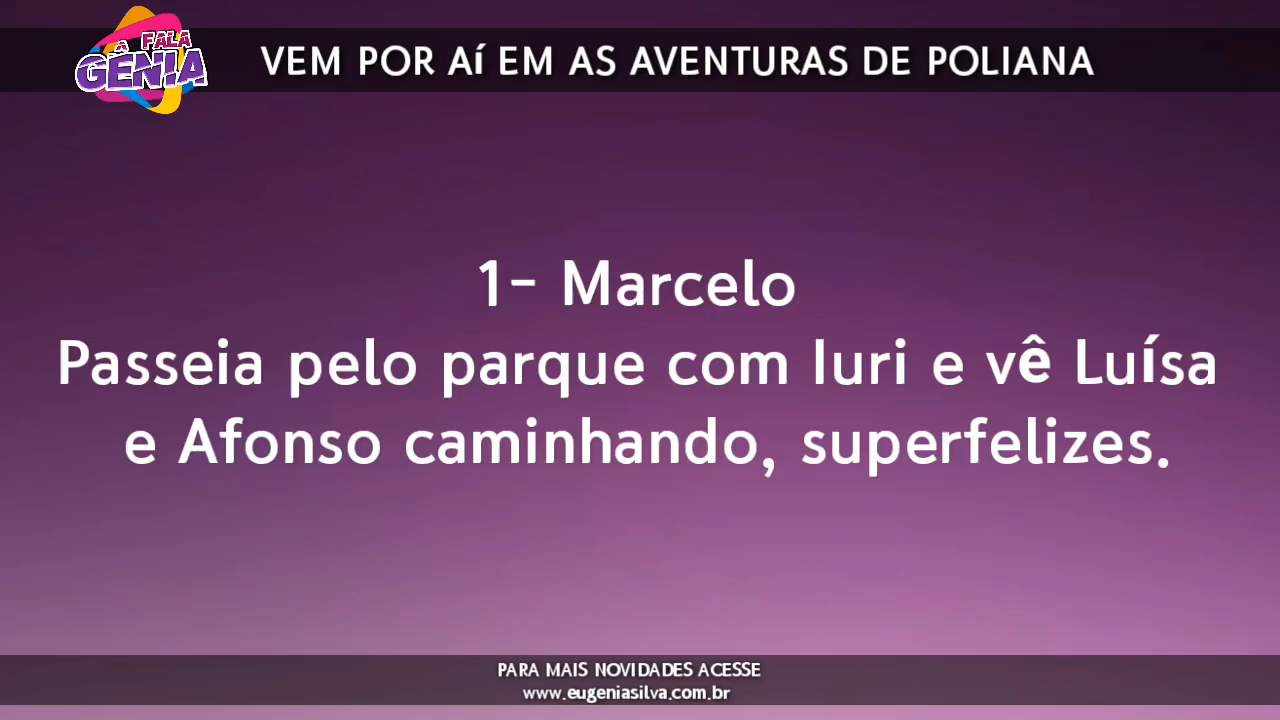 A FALA
GÊNIA
VEM POR Aí EM AS AVENTURAS DE POLIANA
1- Marcelo
Passeia pelo parque com Iuri e vê Luísa
e Afonso caminhando, superfelizes.
PARA MAIS NOVIDADES ACESSE
www.eugeniasilva.com.br